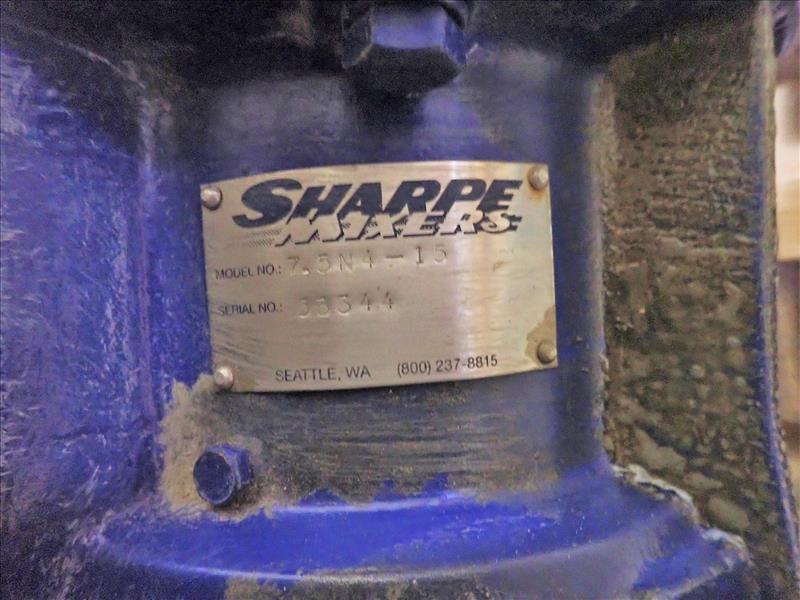 SHARPE
MIXERS
MODEL NO.: 7.5N4-15
SERIAL NO.: 33344
SEATTLE, WA (800) 237-8815